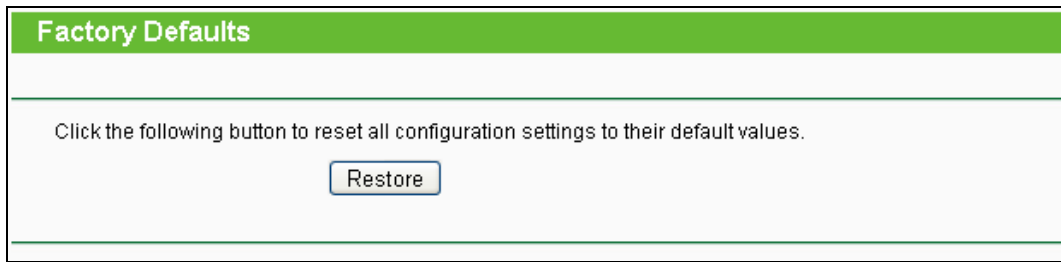 Factory Defaults
Click the following button to reset all configuration settings to their default values.
Restore